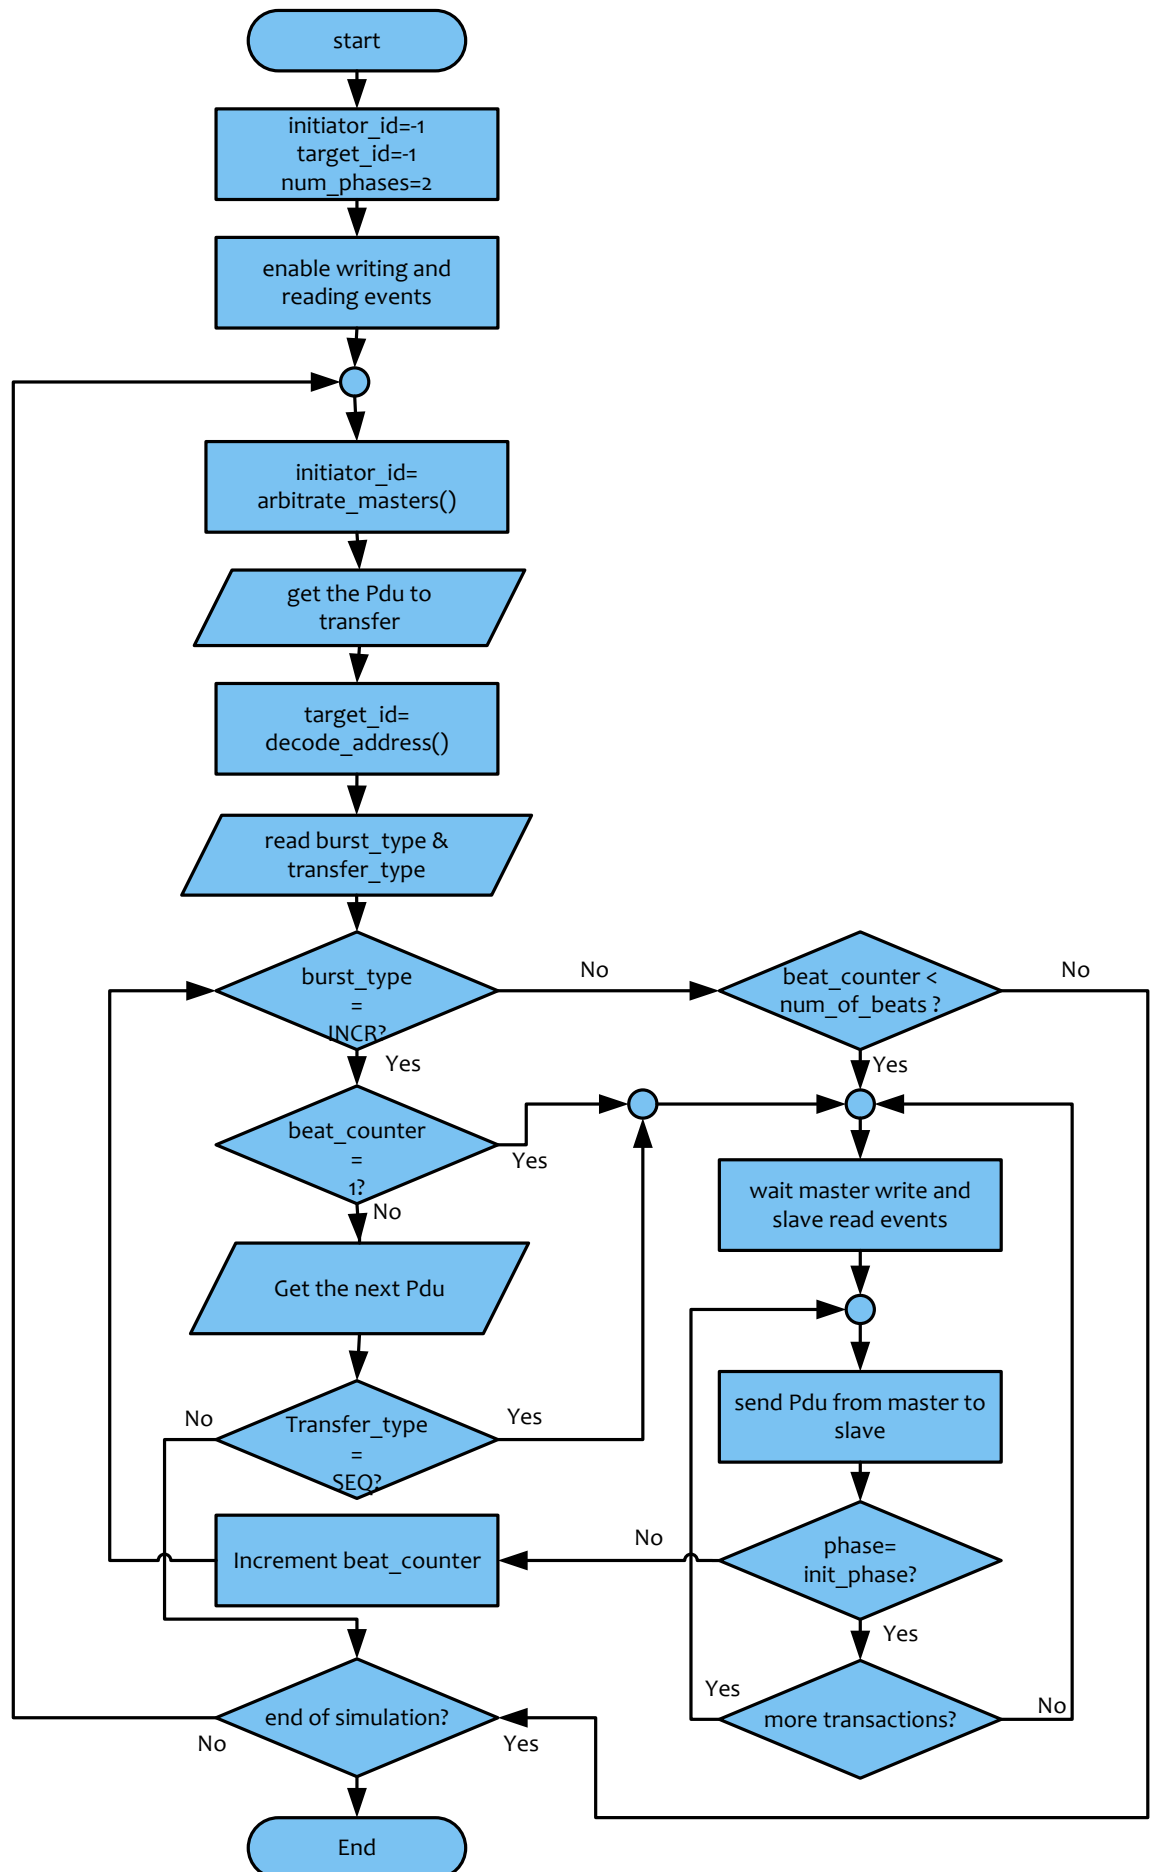 start
initiator_id=-1
target_id=-1
num_phases=2
enable writing and
reading events
initiator_id=
arbitrate_masters()
get the Pdu to
transfer
target_id=
decode_address()
read burst_type &
transfer_type
burst_type
=
INCR?
No
beat_counter <
num_of_beats ?
No
Yes
Yes
beat_counter
=
1?
Yes
No
wait master write and
slave read events
Get the next Pdu
send Pdu from master to
slave
No
Transfer_type
=
SEQ?
Yes
Increment beat_counter
No
phase=
init_phase?
Yes
Yes
more transactions?
No
end of simulation?
No
Yes
End